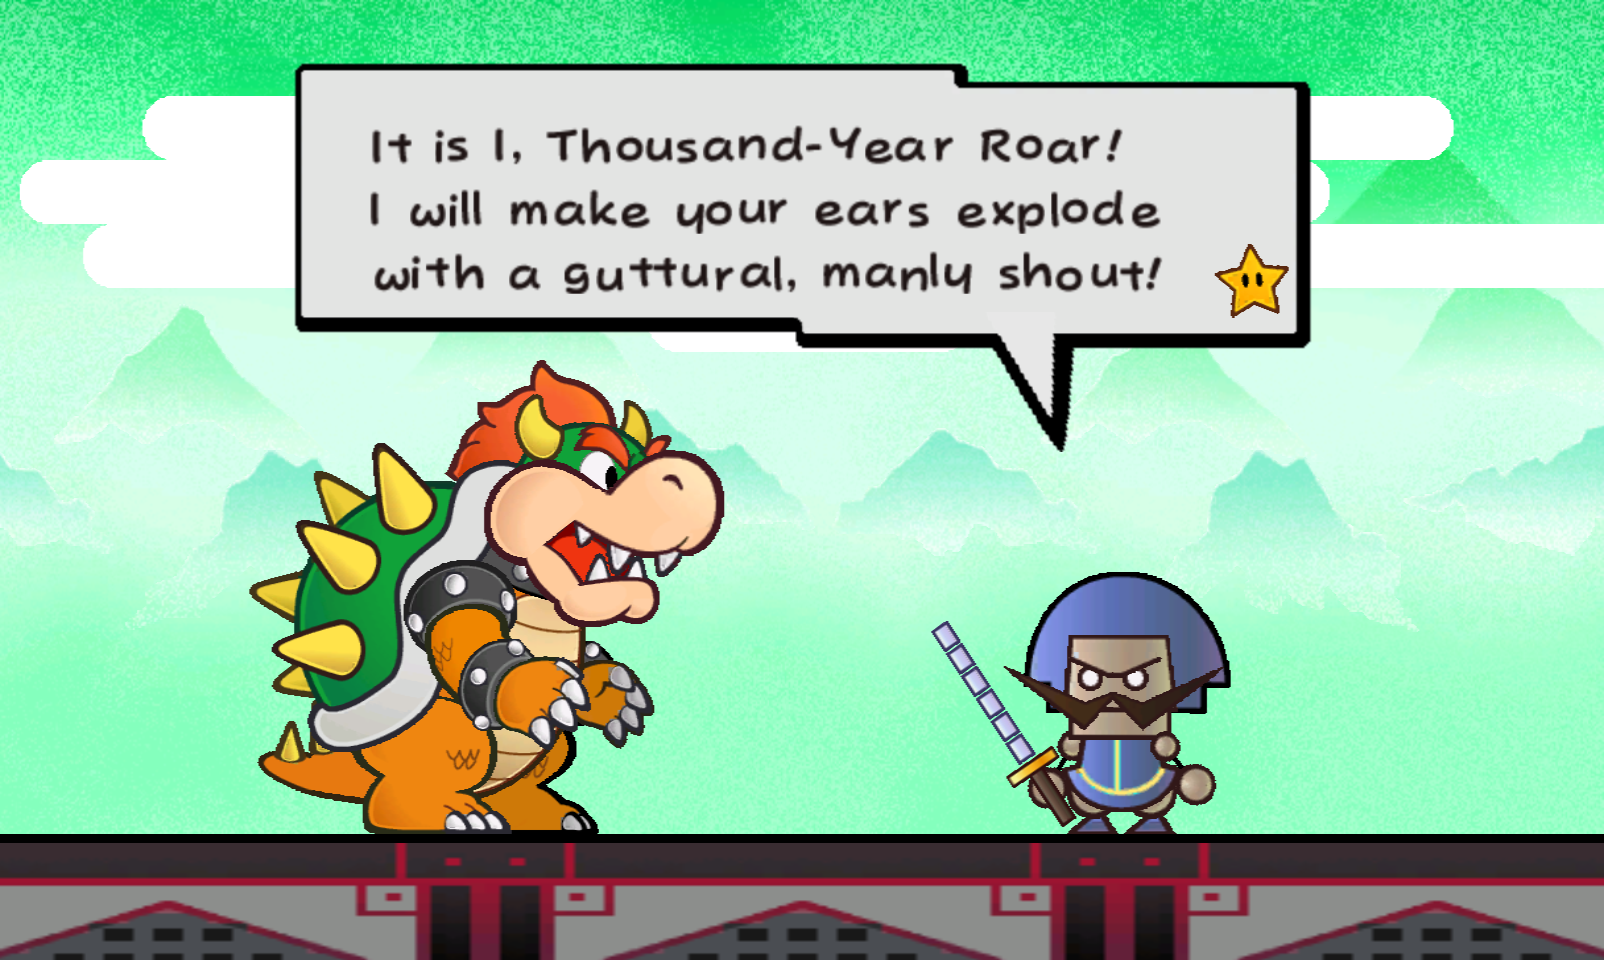 It is I, Thousand-Year Roar!
I will make your ears explode
with a guttural, manly shout!